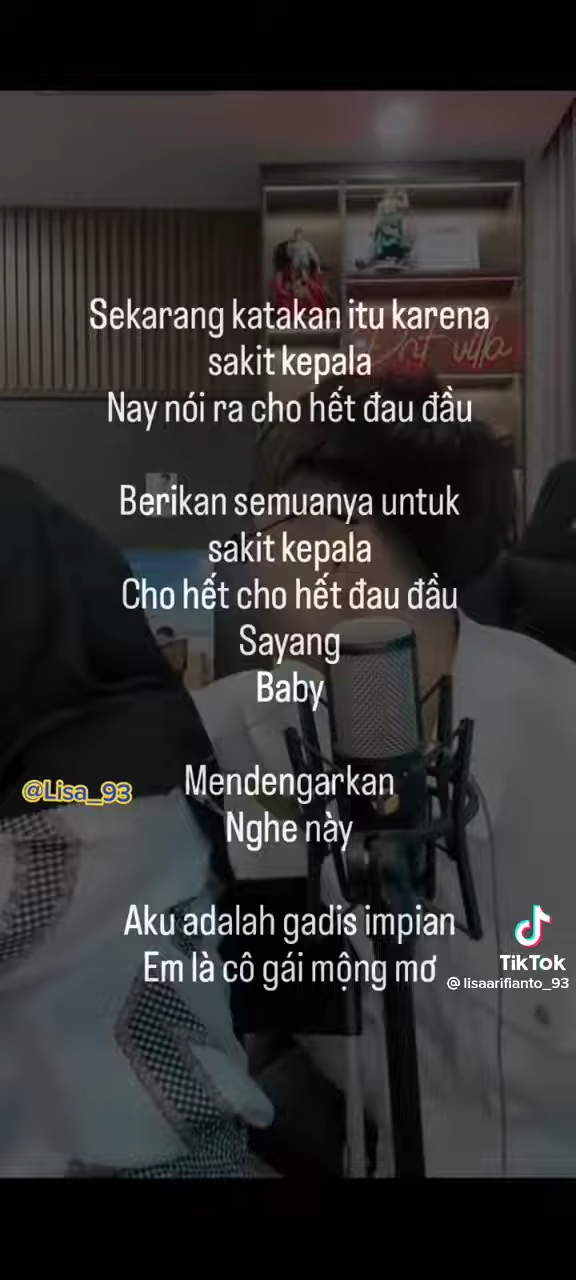 Dnt villa
Sekarang katakan itu karena
sakit kepala
Nay nói ra cho hết đau đầu
Berikan semuanya untuk
sakit kepala
Cho hết cho hết đau đầu
Sayang
Baby
@Lisa_93
Mendengarkan
Nghe này
Aku adalah gadis impian
Em là cô gái mộng mơ
TikTok
@lisaarifianto_93